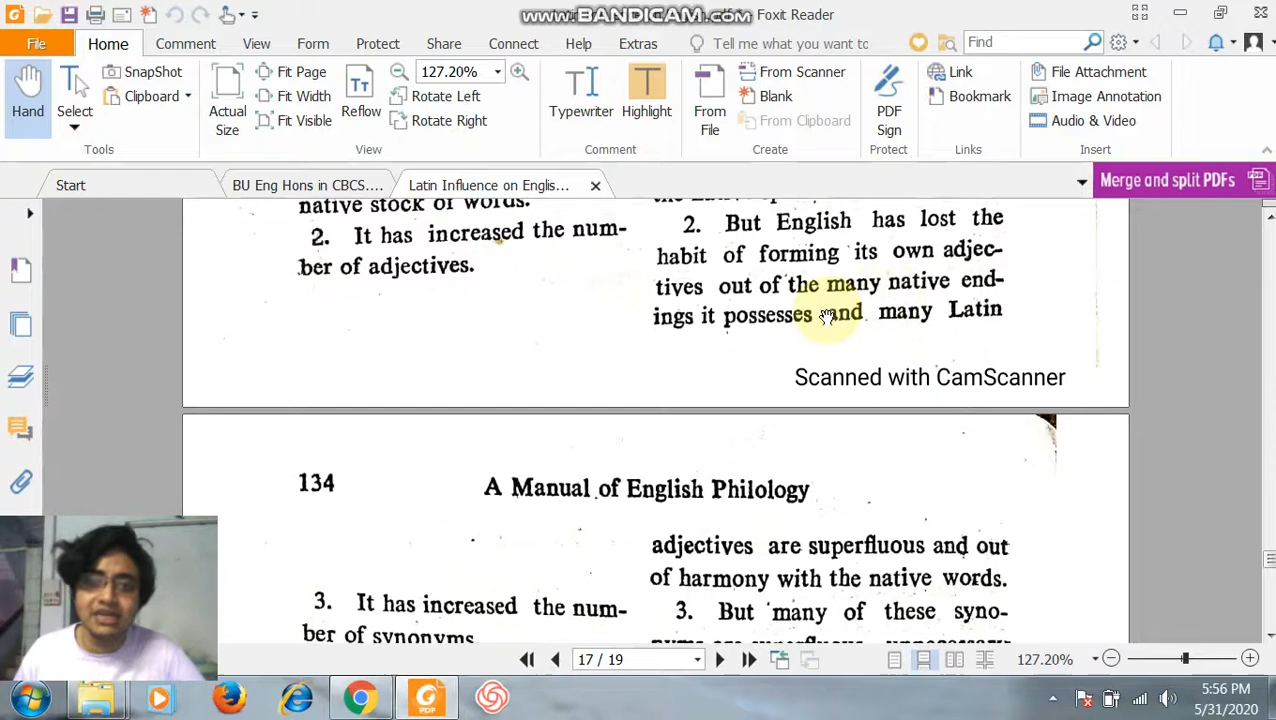 www.BANDICAM.com
Foxit Reader
File
Home
Comment
View
Form
Protect
Share
Connect
Help
Extras
Tell me what you want to
Find
Hand
Select
SnapShot
Clipboard
Tools
Actual
Size
Fit Page
Fit Width
Fit Visible
Reflow
127.20%
Rotate Left
Rotate Right
View
Typewriter
Highlight
Comment
From
File
From Scanner
Blank
From Clipboard
Create
PDF
Sign
Protect
Link
Bookmark
Links
File Attachment
Image Annotation
Audio & Video
Insert
Start
BU Eng Hons in CBCS....
Latin Influence on Englis...
Merge and split PDFs
native stock of words.
2. It has increased the num-
ber of adjectives.
2. But English has lost the
habit of forming its own adjec-
tives out of the many native end-
ings it possesses and many Latin
Scanned with CamScanner
134
A Manual of English Philology
adjectives are superfluous and out
of harmony with the native words.
3. It has increased the num-
ber of synonyms.
3. But many of these syno-
nyms are superfluous, unnecessary
17 / 19
127.20%
PDF
5:56 PM
5/31/2020